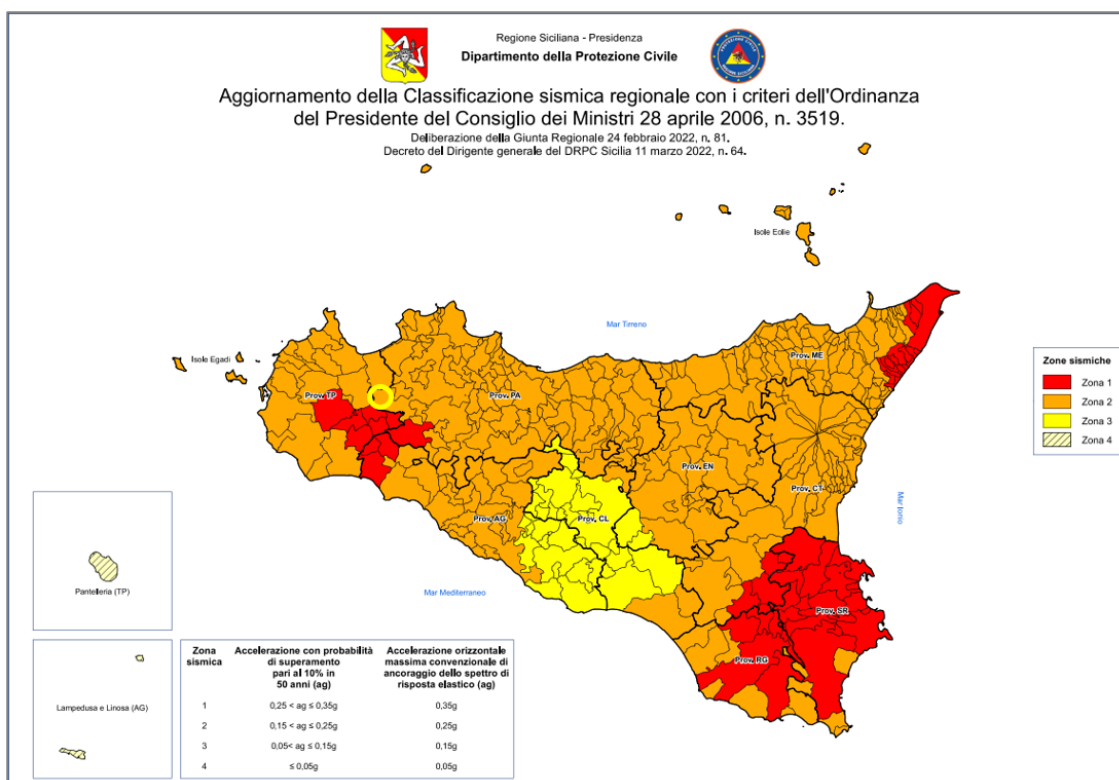 Regione Siciliana - Presidenza
Dipartimento della Protezione Civile
Aggiornamento della Classificazione sismica regionale con i criteri dell'Ordinanza
del Presidente del Consiglio dei Ministri 28 aprile 2006, n. 3519.
Deliberazione della Giunta Regionale 24 febbraio 2022, n. 81.
Decreto del Dirigente generale del DRPC Sicilia 11 marzo 2022, n. 64.
Isole Eolie
Mar Tirreno
Isole Egadi
Prov. ME
Prov. TP
Prov. PA
Prov. EN
Prov. CT
Prov. AG
Prov. CL
Mar Ionio
Mar Mediterraneo
Prov. SR
Prov. RG
Zone sismiche
Zona 1
Zona 2
Zona 3
Zona 4
Pantelleria (TP)
Lampedusa e Linosa (AG)
Zona sismica
Accelerazione con probabilità
di superamento
pari al 10% in
50 anni (ag)
Accelerazione orizzontale
massima convenzionale di
ancoraggio dello spettro di
risposta elastico (ag)
1 0,25 < ag ≤ 0,35g 0,35g
2 0,15 < ag ≤ 0,25g 0,25g
3 0,05< ag ≤ 0,15g 0,15g
4 ≤ 0,05g 0,05g